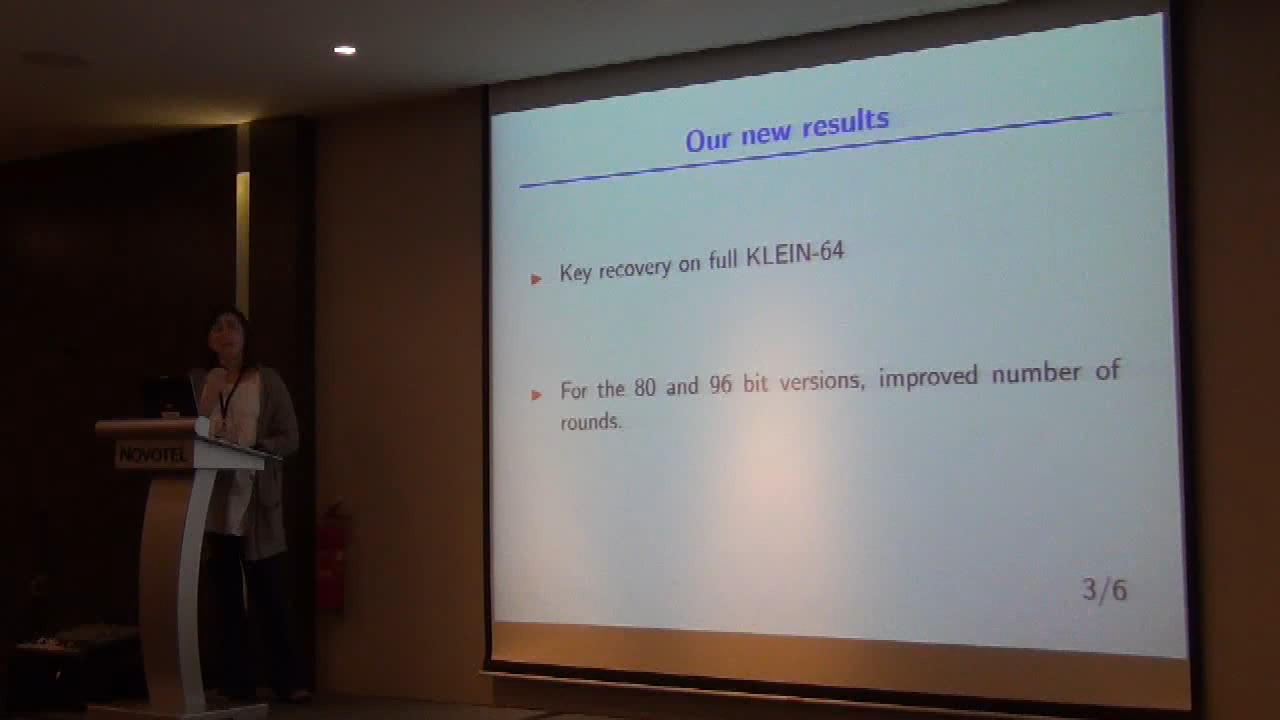 Our new results
▶ Key recovery on full KLEIN-64
▶ For the 80 and 96 bit versions, improved number of
rounds.
3/6
NOVOTEL